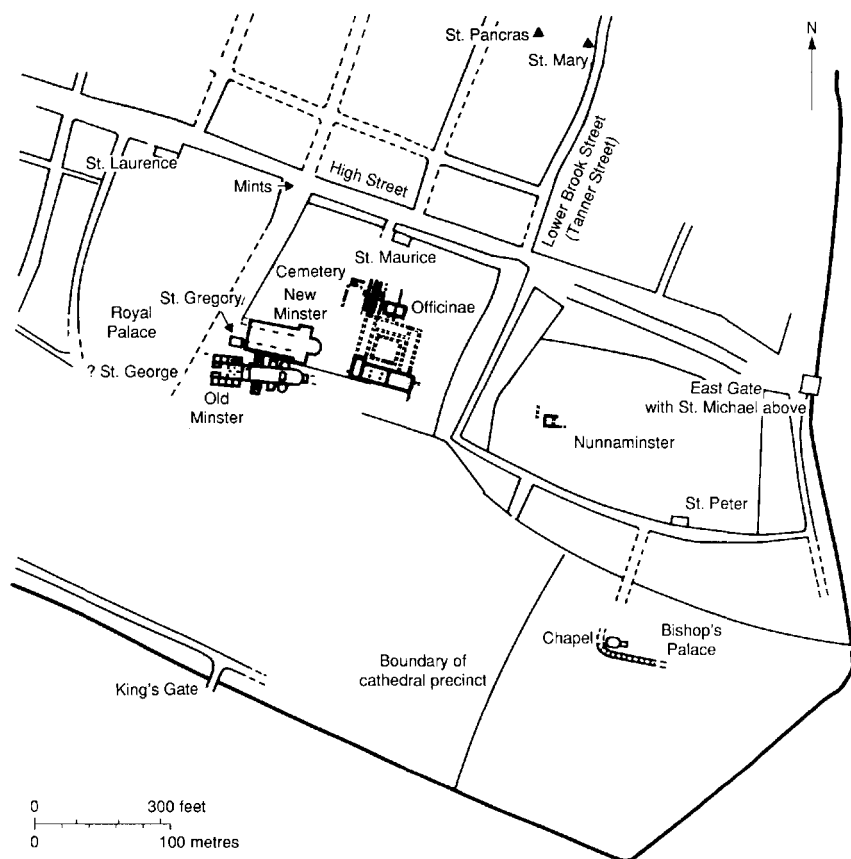 St. Pancras
St. Mary
N
St. Laurence
Mints
High Street
Lower Brook Street
(Tanner Street)
St. Maurice
Cemetery
New
Minster
Officinae
St. Gregory
Royal
Palace
? St. George
Old
Minster
East Gate
with St. Michael above
Nunnaminster
St. Peter
Chapel
Bishop's
Palace
Boundary of
cathedral precinct
King's Gate
0 300 feet
0 100 metres